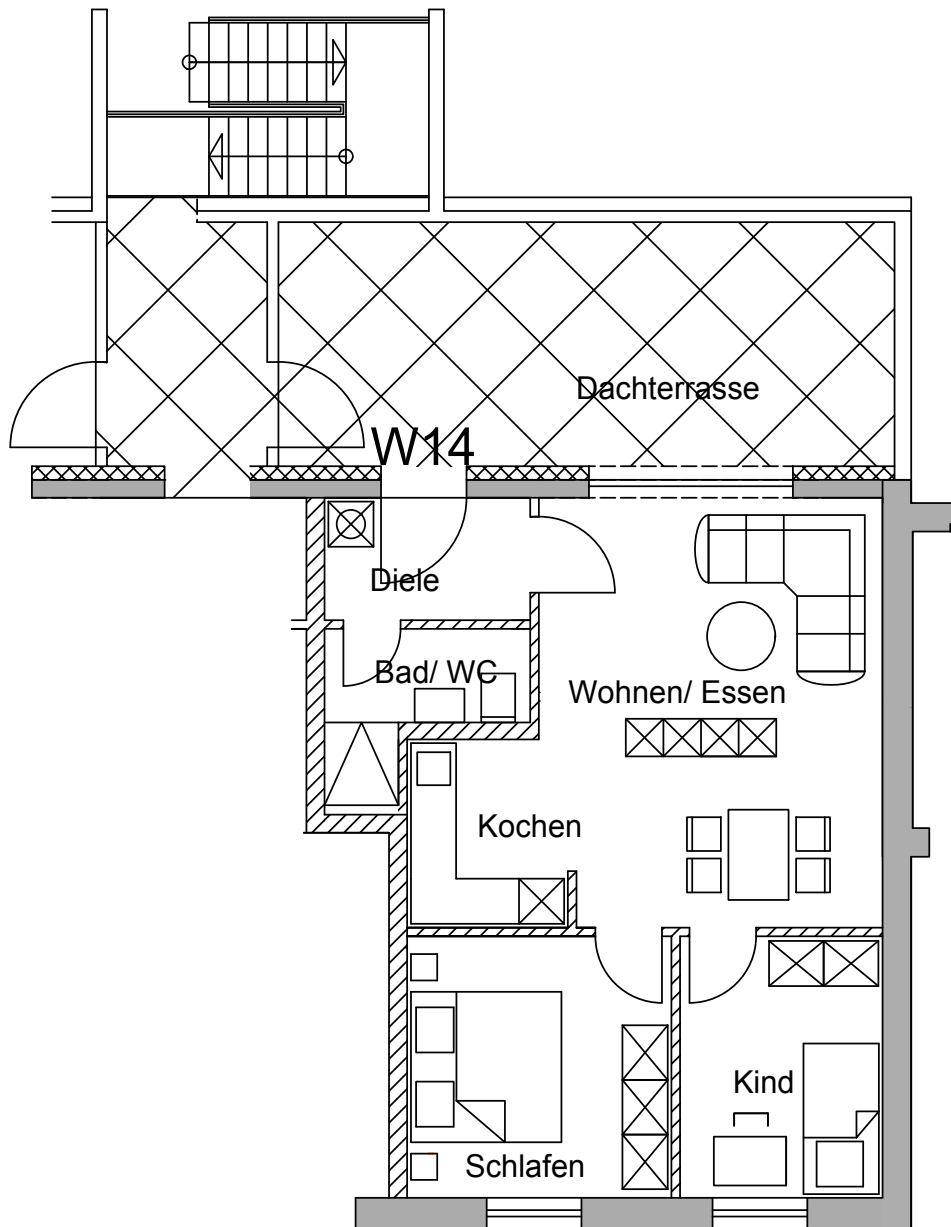 Dachterrasse
W14
Diele
Bad/ WC
Wohnen/ Essen
Kochen
Kind
Schlafen